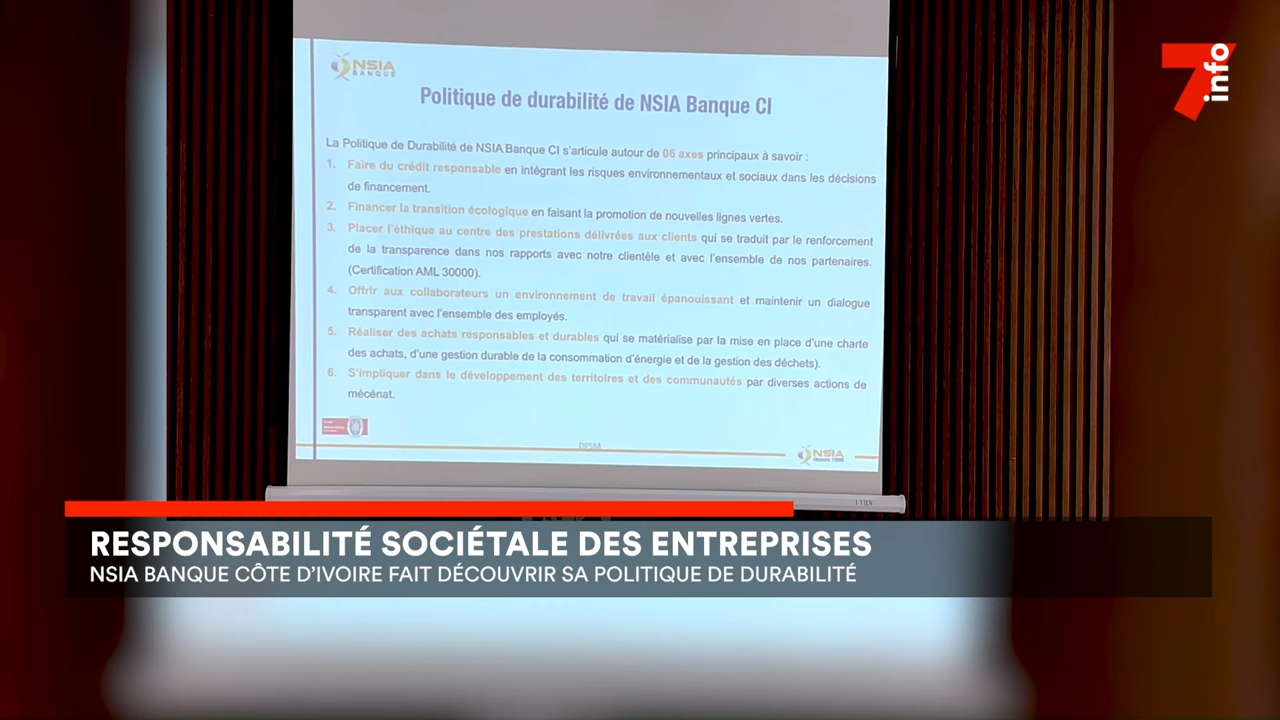 7info
NSIA
BANQUE
Politique de durabilité de NSIA Banque CI
La Politique de Durabilité de NSIA Banque CI s'articule autour de 06 axes principaux à savoir :
1. Faire du crédit responsable en intégrant les risques environnementaux et sociaux dans les décisions
de financement.
2. Financer la transition écologique en faisant la promotion de nouvelles lignes vertes.
3. Placer l'éthique au centre des prestations délivrées aux clients qui se traduit par le renforcement
de la transparence dans nos rapports avec notre clientèle et avec l'ensemble de nos partenaires.
(Certification AML 30000).
4. Offrir aux collaborateurs un environnement de travail épanouissant et maintenir un dialogue
transparent avec l'ensemble des employés.
5. Réaliser des achats responsables et durables qui se matérialise par la mise en place d'une charte
des achats, d'une gestion durable de la consommation d'énergie et de la gestion des déchets).
6. S'impliquer dans le développement des territoires et des communautés par diverses actions de
mécénat.
NSIA
RESPONSABILITÉ SOCIÉTALE DES ENTREPRISES
NSIA BANQUE CÔTE D'IVOIRE FAIT DÉCOUVRIR SA POLITIQUE DE DURABILITÉ